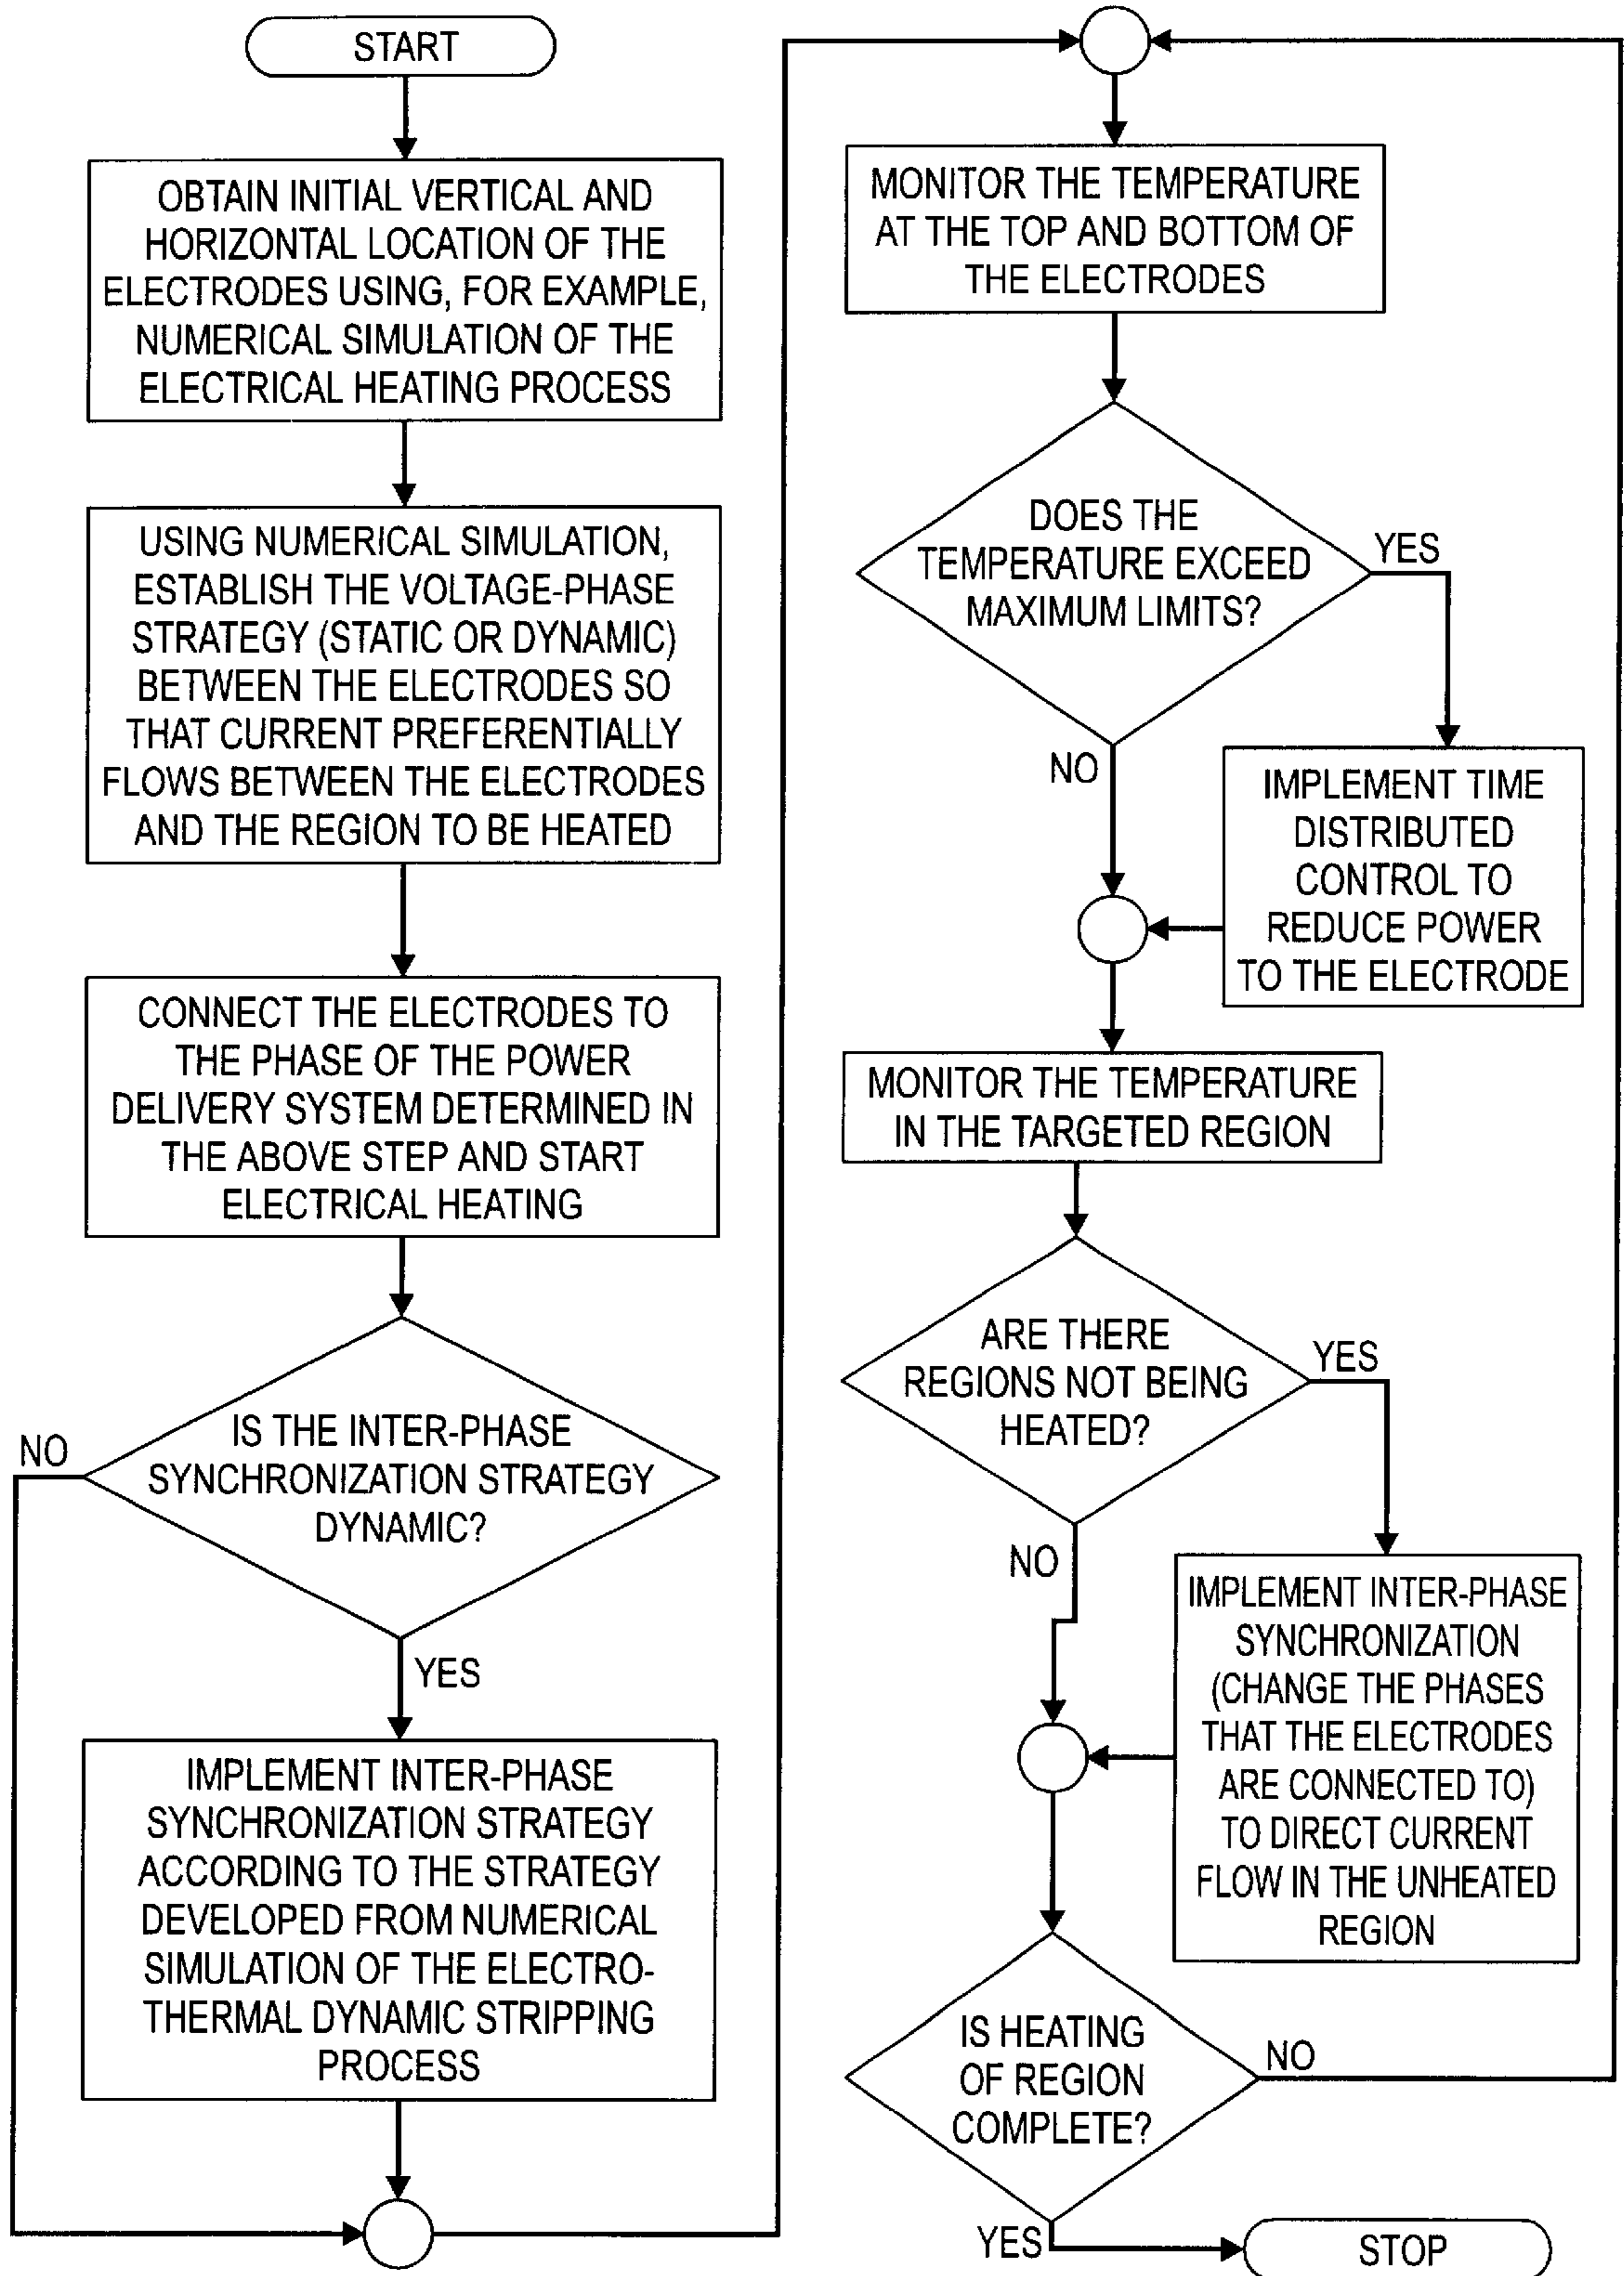 START
OBTAIN INITIAL VERTICAL AND
HORIZONTAL LOCATION OF THE
ELECTRODES USING, FOR EXAMPLE,
NUMERICAL SIMULATION OF THE
ELECTRICAL HEATING PROCESS
USING NUMERICAL SIMULATION,
ESTABLISH THE VOLTAGE-PHASE
STRATEGY (STATIC OR DYNAMIC)
BETWEEN THE ELECTRODES SO
THAT CURRENT PREFERENTIALLY
FLOWS BETWEEN THE ELECTRODES
AND THE REGION TO BE HEATED
CONNECT THE ELECTRODES TO
THE PHASE OF THE POWER
DELIVERY SYSTEM DETERMINED IN
THE ABOVE STEP AND START
ELECTRICAL HEATING
IS THE INTER-PHASE
SYNCHRONIZATION STRATEGY
DYNAMIC?
NO
YES
IMPLEMENT INTER-PHASE
SYNCHRONIZATION STRATEGY
ACCORDING TO THE STRATEGY
DEVELOPED FROM NUMERICAL
SIMULATION OF THE ELECTRO-
THERMAL DYNAMIC STRIPPING
PROCESS
MONITOR THE TEMPERATURE
AT THE TOP AND BOTTOM OF
THE ELECTRODES
DOES THE
TEMPERATURE EXCEED
MAXIMUM LIMITS?
YES
NO
IMPLEMENT TIME
DISTRIBUTED
CONTROL TO
REDUCE POWER
TO THE ELECTRODE
MONITOR THE TEMPERATURE
IN THE TARGETED REGION
ARE THERE
REGIONS NOT BEING
HEATED?
YES
NO
IMPLEMENT INTER-PHASE
SYNCHRONIZATION
(CHANGE THE PHASES
THAT THE ELECTRODES
ARE CONNECTED TO)
TO DIRECT CURRENT
FLOW IN THE UNHEATED
REGION
IS HEATING
OF REGION
COMPLETE?
NO
YES
STOP